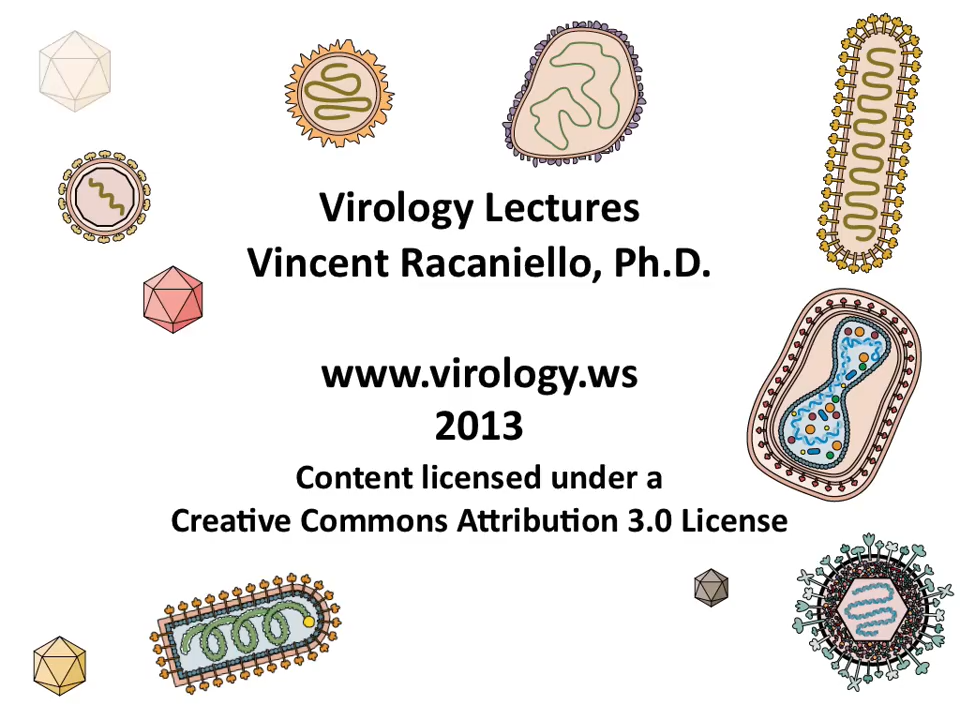 Virology Lectures
Vincent Racaniello, Ph.D.
www.virology.ws
2013
Content licensed under a
Creative Commons Attribution 3.0 License